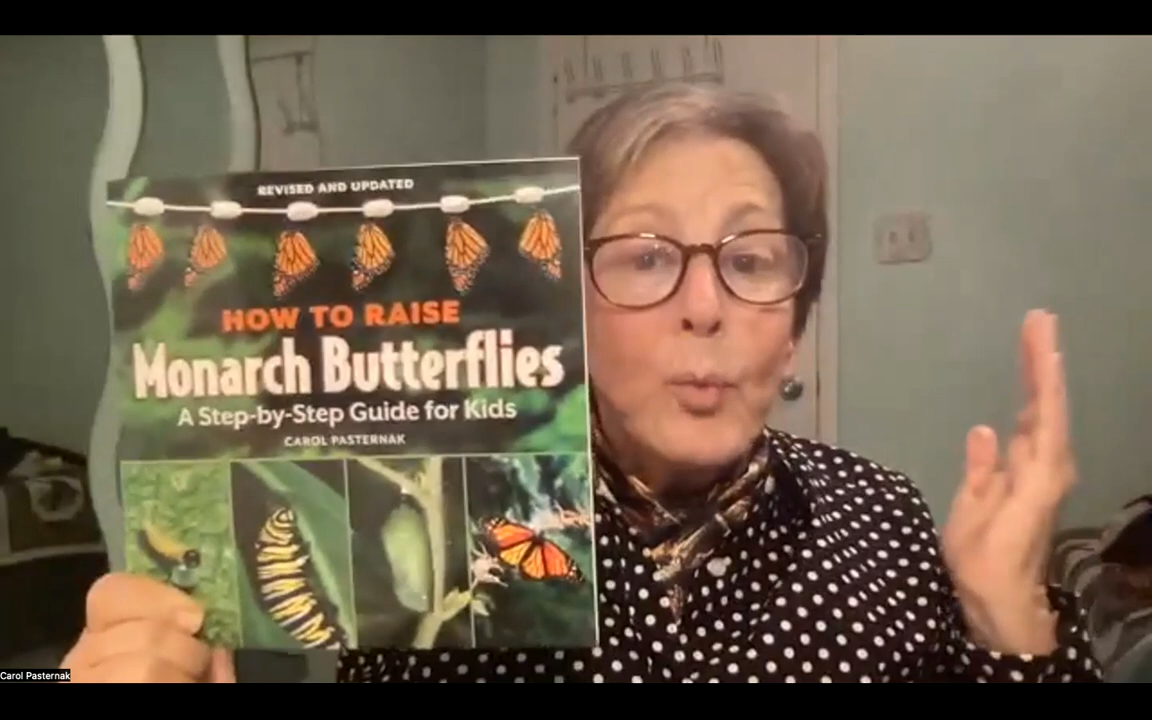 REVISED AND UPDATED
HOW TO RAISE
Monarch Butterflies
A Step-by-Step Guide for Kids
CAROL PASTERNAK
Carol Pasternak